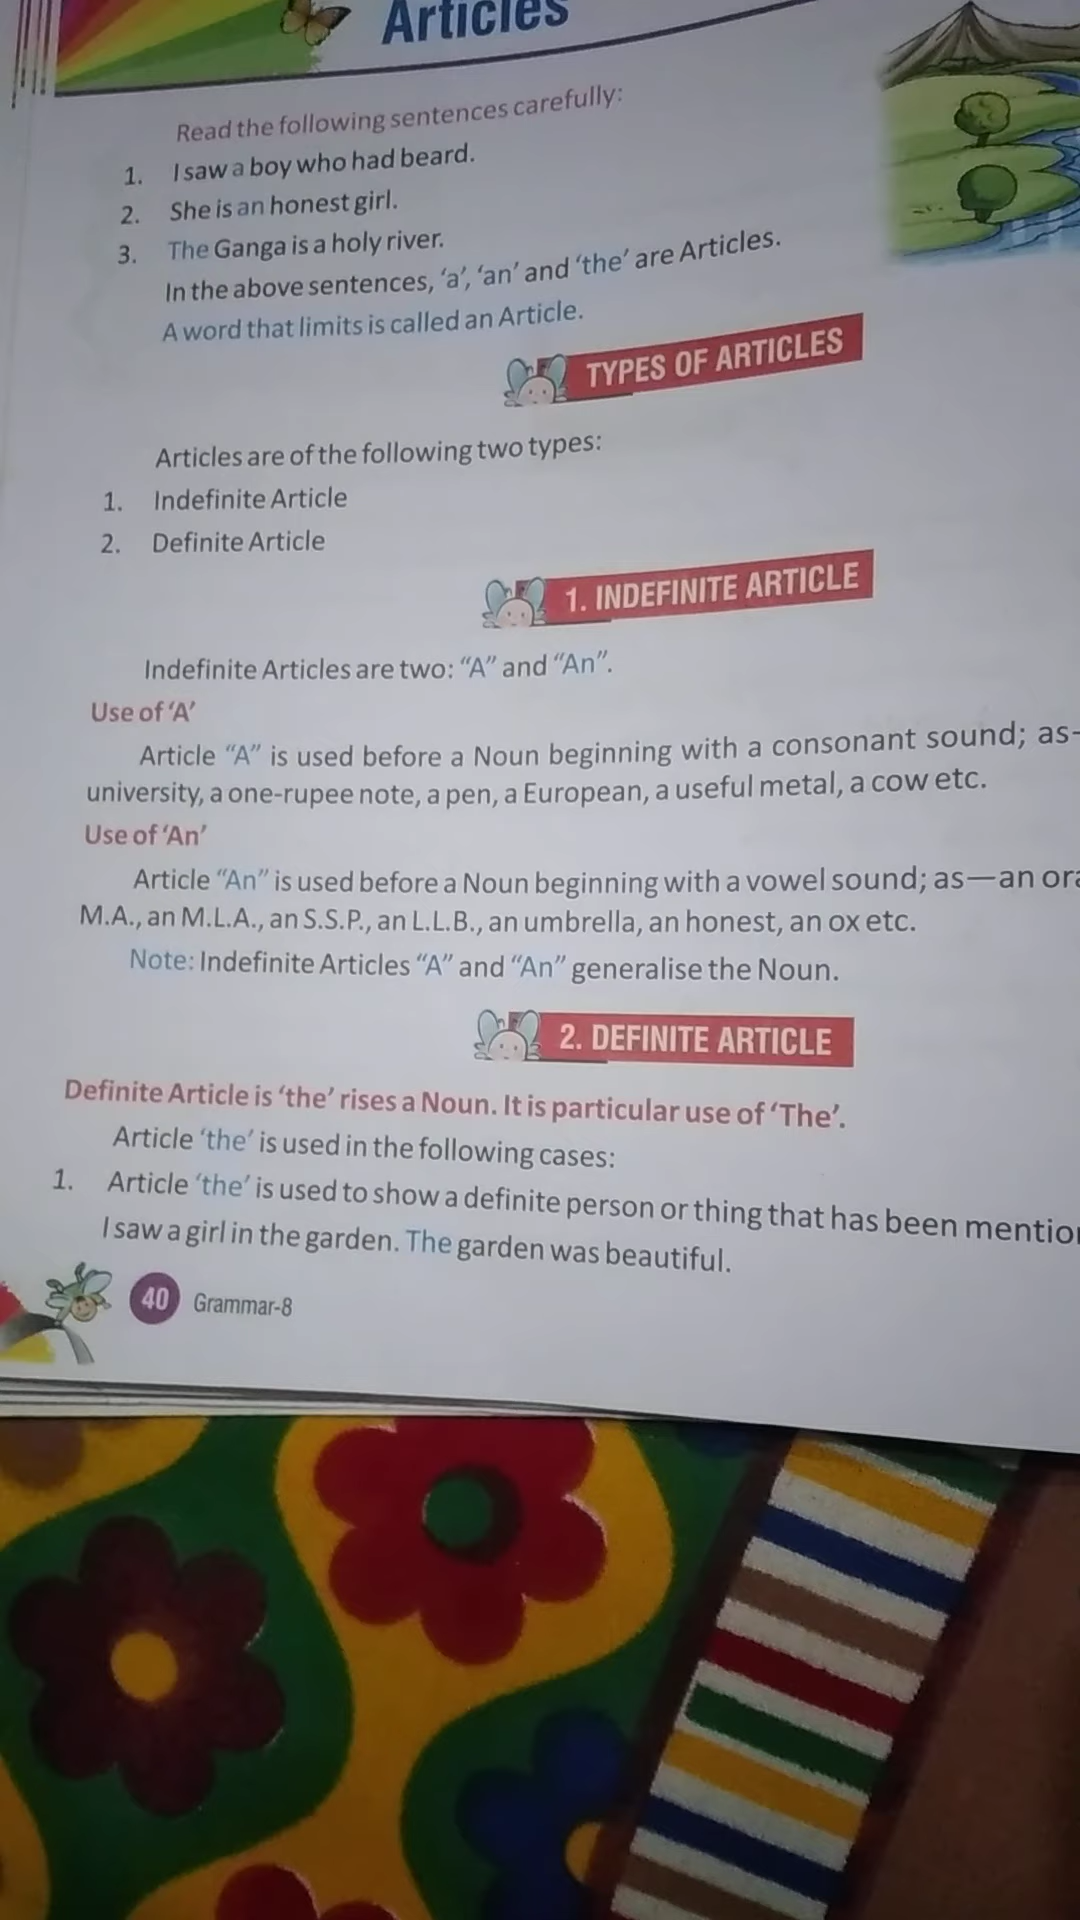 Articles
Read the following sentences carefully:
1. I saw a boy who had beard.
2. She is an honest girl.
3. The Ganga is a holy river.
In the above sentences, ‘a’, ‘an’ and ‘the’ are Articles.
A word that limits is called an Article.
TYPES OF ARTICLES
Articles are of the following two types:
1. Indefinite Article
2. Definite Article
1. INDEFINITE ARTICLE
Indefinite Articles are two: “A” and “An”.
Use of ‘A’
Article “A” is used before a Noun beginning with a consonant sound; as—
university, a one-rupee note, a pen, a European, a useful metal, a cow etc.
Use of ‘An’
Article “An” is used before a Noun beginning with a vowel sound; as—an
M.A., an M.L.A., an S.S.P., an L.L.B., an umbrella, an honest, an ox etc.
Note: Indefinite Articles “A” and “An” generalise the Noun.
2. DEFINITE ARTICLE
Definite Article is ‘the’ rises a Noun. It is particular use of ‘The’.
Article ‘the’ is used in the following cases:
1. Article ‘the’ is used to show a definite person or thing that has been
I saw a girl in the garden. The garden was beautiful.
40 Grammar-8